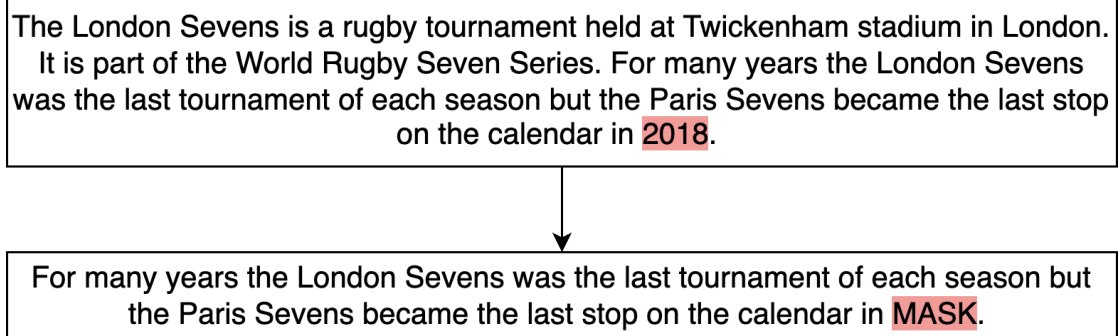 The London Sevens is a rugby tournament held at Twickenham stadium in London.
It is part of the World Rugby Seven Series. For many years the London Sevens
was the last tournament of each season but the Paris Sevens became the last stop
on the calendar in 2018.
For many years the London Sevens was the last tournament of each season but
the Paris Sevens became the last stop on the calendar in MASK.